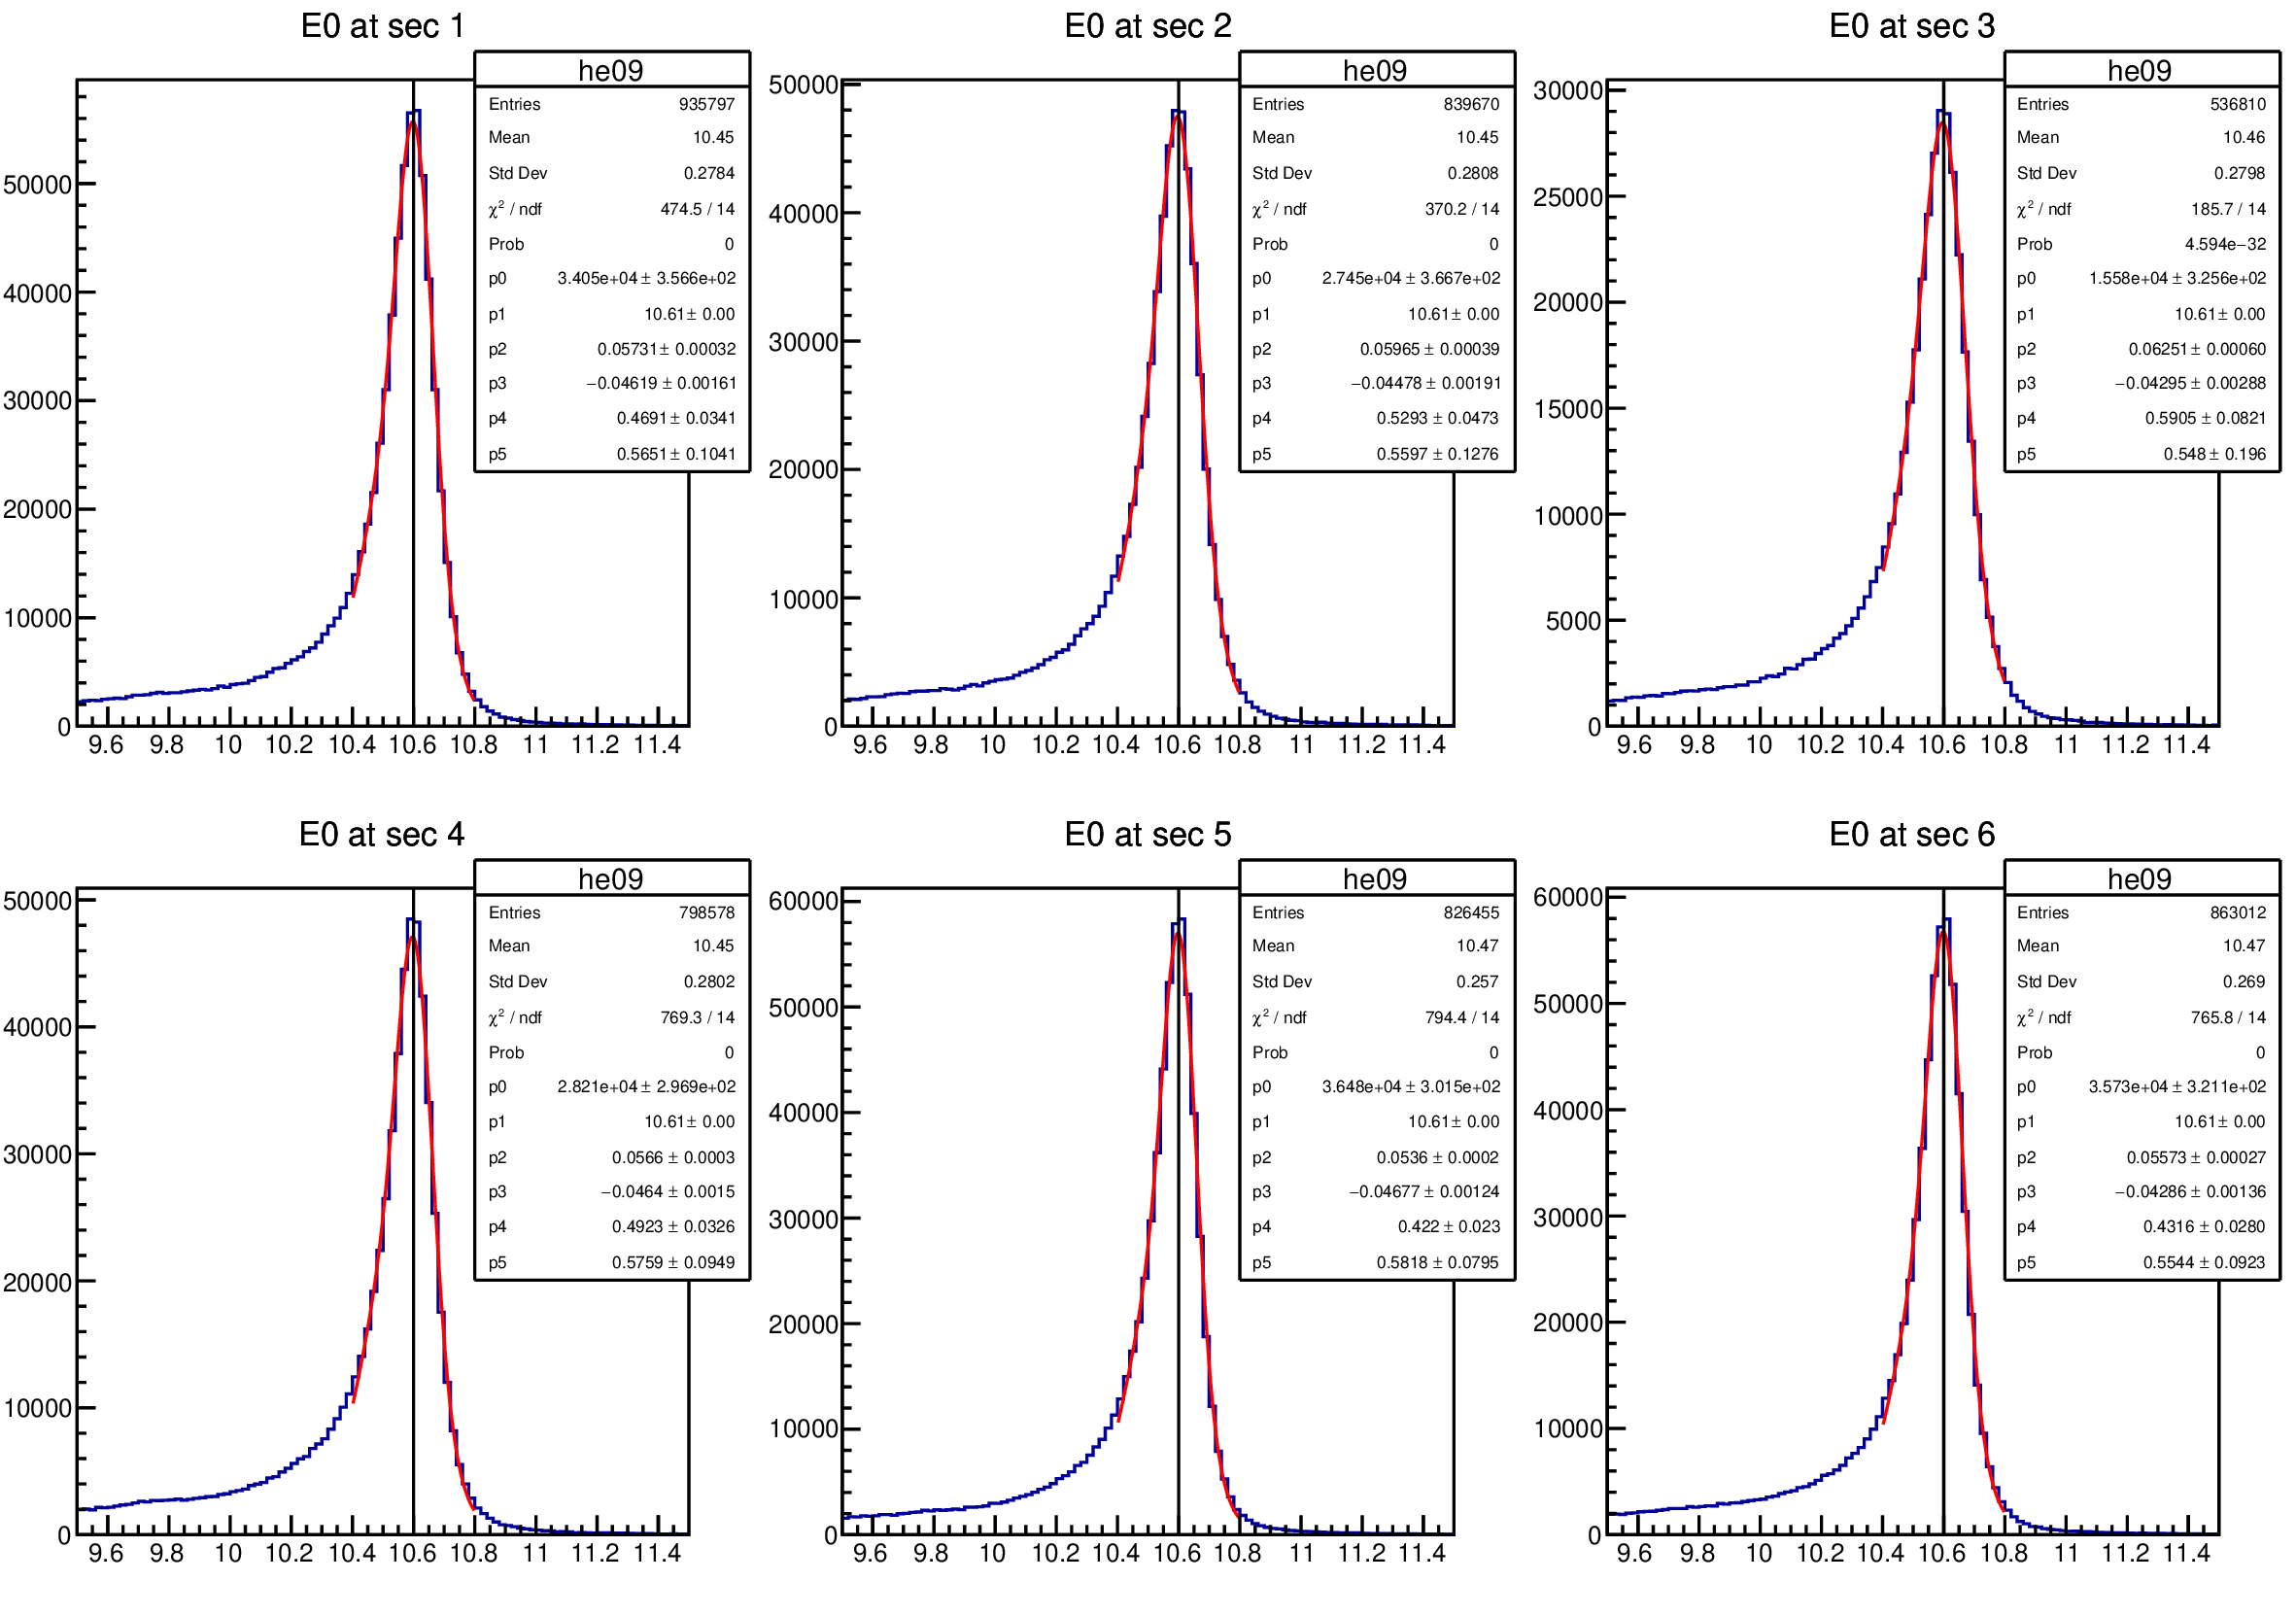 E0 at sec 1
he09
Entries 935797
Mean 10.45
Std Dev 0.2784
χ² / ndf 474.5 / 14
Prob 0
p0 3.405e+04 ± 3.566e+02
p1 10.61 ± 0.00
p2 0.05731 ± 0.00032
p3 −0.04619 ± 0.00161
p4 0.4691 ± 0.0341
p5 0.5651 ± 0.1041
50000
40000
30000
20000
10000
0
9.6 9.8 10 10.2 10.4 10.6 10.8 11 11.2 11.4
E0 at sec 2
he09
Entries 839670
Mean 10.45
Std Dev 0.2808
χ² / ndf 370.2 / 14
Prob 0
p0 2.745e+04 ± 3.667e+02
p1 10.61 ± 0.00
p2 0.05965 ± 0.00039
p3 −0.04478 ± 0.00191
p4 0.5293 ± 0.0473
p5 0.5597 ± 0.1276
50000
40000
30000
20000
10000
0
9.6 9.8 10 10.2 10.4 10.6 10.8 11 11.2 11.4
E0 at sec 3
he09
Entries 536810
Mean 10.46
Std Dev 0.2798
χ² / ndf 185.7 / 14
Prob 4.594e−32
p0 1.558e+04 ± 3.256e+02
p1 10.61 ± 0.00
p2 0.06251 ± 0.00060
p3 −0.04295 ± 0.00288
p4 0.5905 ± 0.0821
p5 0.548 ± 0.196
30000
25000
20000
15000
10000
5000
0
9.6 9.8 10 10.2 10.4 10.6 10.8 11 11.2 11.4
E0 at sec 4
he09
Entries 798578
Mean 10.45
Std Dev 0.2802
χ² / ndf 769.3 / 14
Prob 0
p0 2.821e+04 ± 2.969e+02
p1 10.61 ± 0.00
p2 0.0566 ± 0.0003
p3 −0.0464 ± 0.0015
p4 0.4923 ± 0.0326
p5 0.5759 ± 0.0949
50000
40000
30000
20000
10000
0
9.6 9.8 10 10.2 10.4 10.6 10.8 11 11.2 11.4
E0 at sec 5
he09
Entries 826455
Mean 10.47
Std Dev 0.257
χ² / ndf 794.4 / 14
Prob 0
p0 3.648e+04 ± 3.015e+02
p1 10.61 ± 0.00
p2 0.0536 ± 0.0002
p3 −0.04677 ± 0.00124
p4 0.422 ± 0.023
p5 0.5818 ± 0.0795
60000
50000
40000
30000
20000
10000
0
9.6 9.8 10 10.2 10.4 10.6 10.8 11 11.2 11.4
E0 at sec 6
he09
Entries 863012
Mean 10.47
Std Dev 0.269
χ² / ndf 765.8 / 14
Prob 0
p0 3.573e+04 ± 3.211e+02
p1 10.61 ± 0.00
p2 0.05573 ± 0.00027
p3 −0.04286 ± 0.00136
p4 0.4316 ± 0.0280
p5 0.5544 ± 0.0923
60000
50000
40000
30000
20000
10000
0
9.6 9.8 10 10.2 10.4 10.6 10.8 11 11.2 11.4